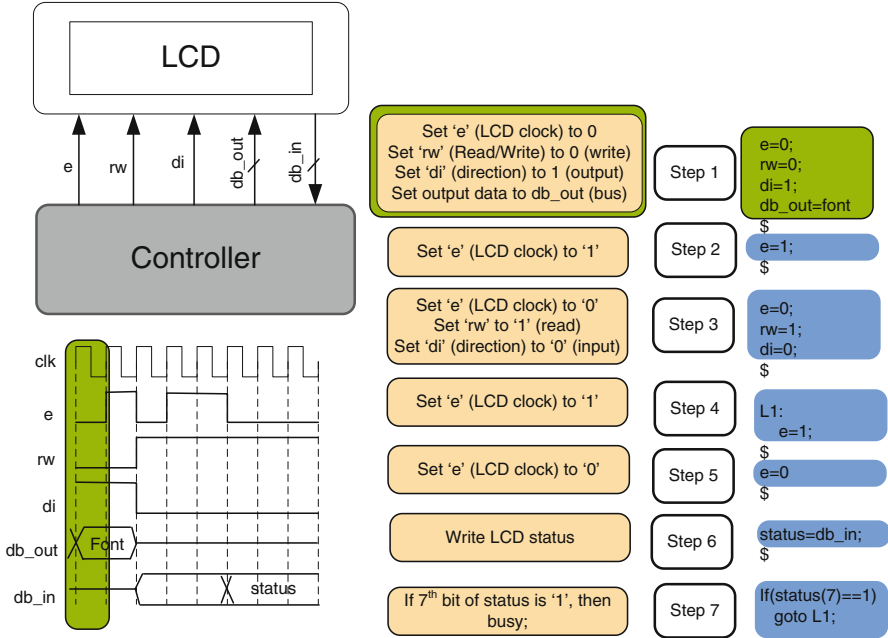 LCD
e
rw
di
db_out
db_in
Controller
clk
e
rw
di
db_out
Font
db_in
status
Set ‘e’ (LCD clock) to 0
Set ‘rw’ (Read/Write) to 0 (write)
Set ‘di’ (direction) to 1 (output)
Set output data to db_out (bus)
Step 1
e=0;
rw=0;
di=1;
db_out=font
$
Set ‘e’ (LCD clock) to ‘1’
Step 2
e=1;
$
Set ‘e’ (LCD clock) to ‘0’
Set ‘rw’ to ‘1’ (read)
Set ‘di’ (direction) to ‘0’ (input)
Step 3
e=0;
rw=1;
di=0;
$
Set ‘e’ (LCD clock) to ‘1’
Step 4
L1:
e=1;
$
Set ‘e’ (LCD clock) to ‘0’
Step 5
e=0
$
Write LCD status
Step 6
status=db_in;
$
If 7th bit of status is ‘1’, then
busy;
Step 7
If(status(7)==1)
goto L1;